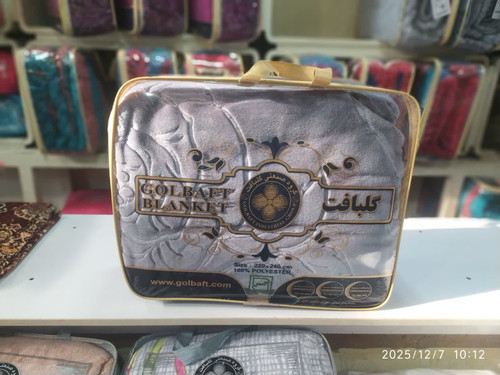 GOLBAFT
BLANKET
گلبافت
Size : 220×240 cm
100% POLYESTER
www.golbaft.com
2025/12/7 10:12